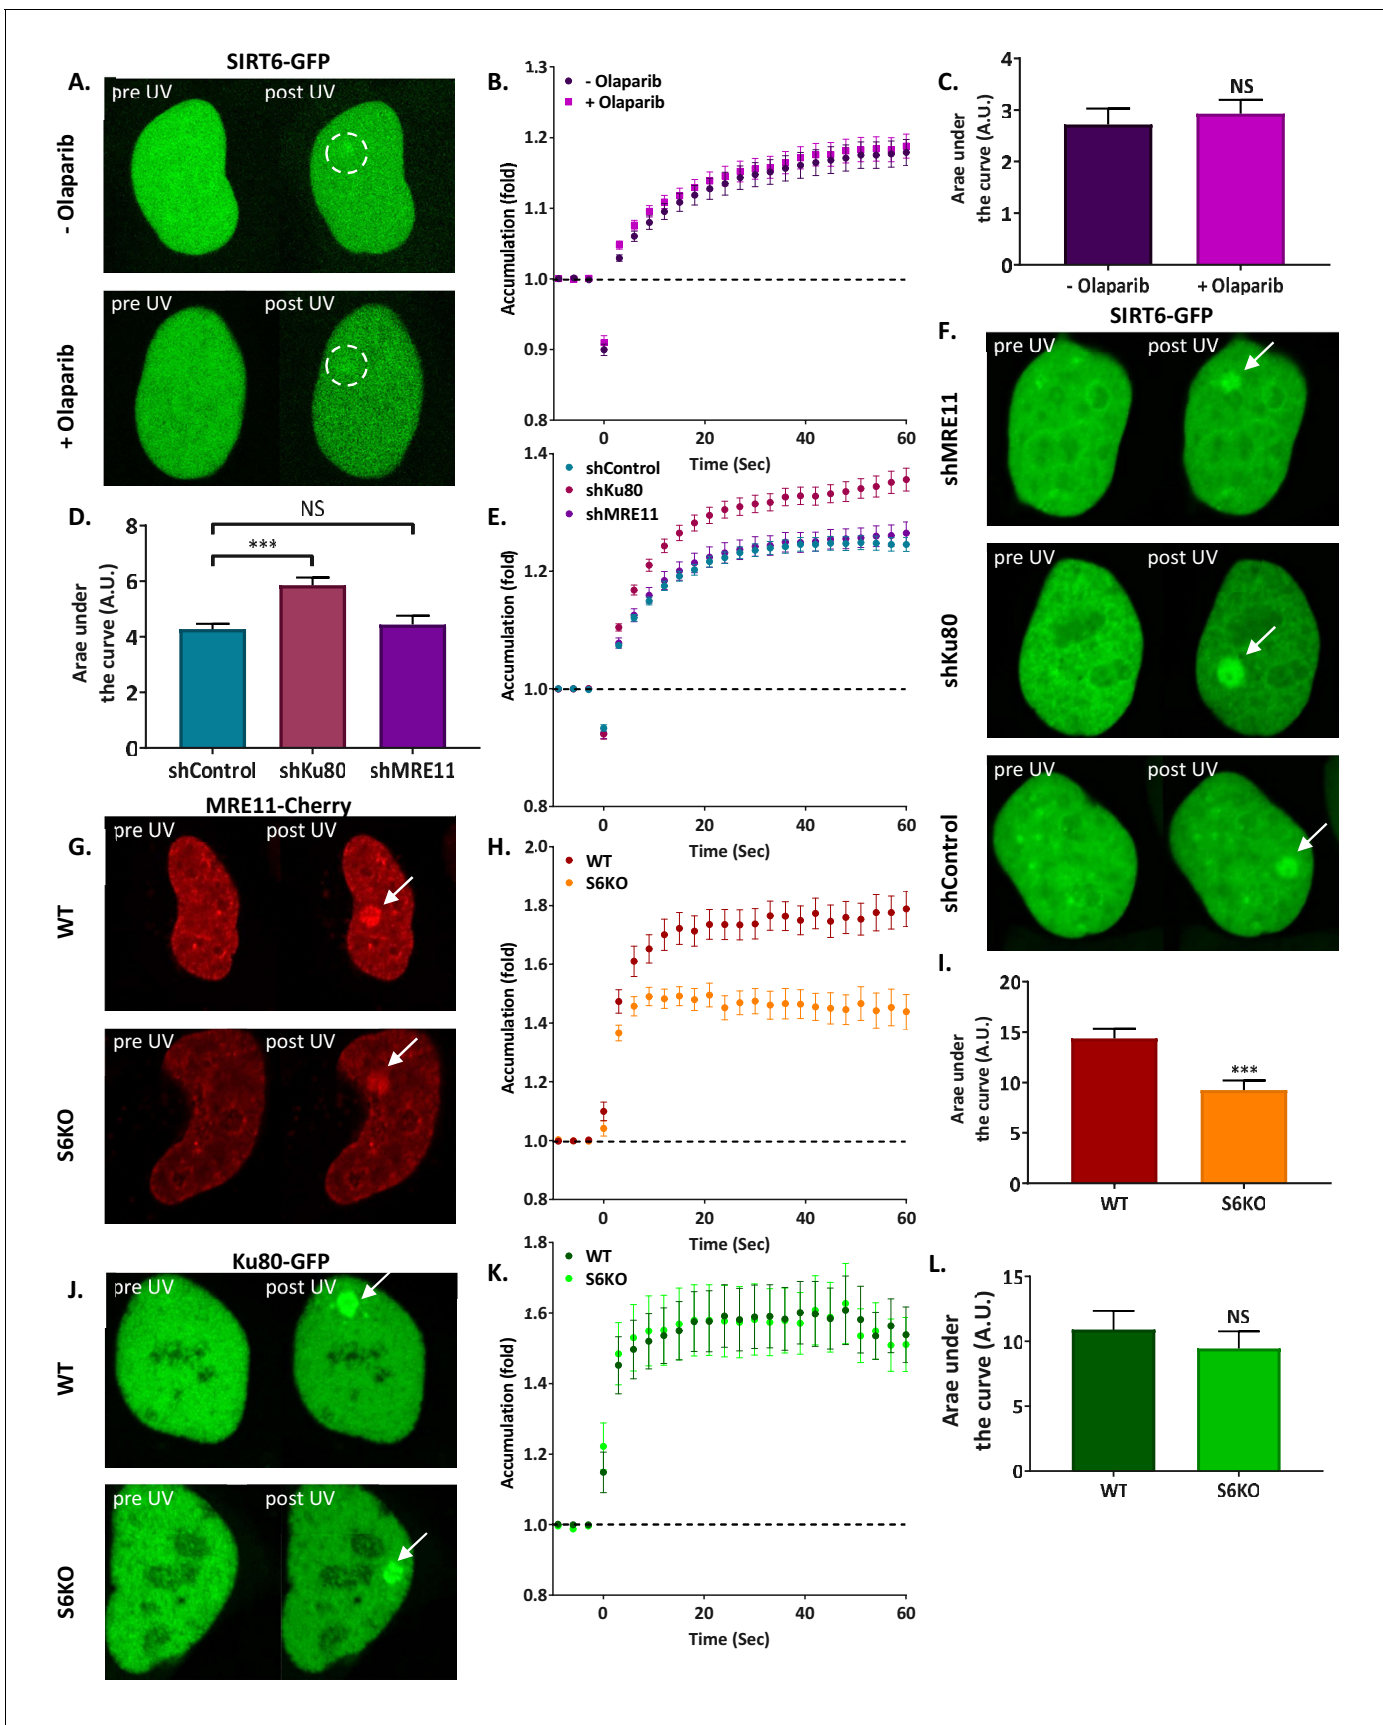 SIRT6-GFP
A.
pre UV
post UV
- Olaparib
pre UV
post UV
+ Olaparib
B.
- Olaparib
+ Olaparib
Accumulation (fold)
1.3
1.2
1.1
1.0
0.9
0.8
0
20
40
60
Time (Sec)
C.
Arae under
the curve (A.U.)
4
3
2
1
0
NS
- Olaparib
+ Olaparib
D.
Arae under
the curve (A.U.)
8
6
4
2
0
NS
***
shControl
shKu80
shMRE11
E.
shControl
shKu80
shMRE11
Accumulation (fold)
1.4
1.2
1.0
0.8
0
20
40
60
Time (Sec)
SIRT6-GFP
F.
pre UV
post UV
shMRE11
shKu80
pre UV
post UV
shControl
MRE11-Cherry
G.
pre UV
post UV
WT
pre UV
post UV
S6KO
H.
WT
S6KO
Accumulation (fold)
2.0
1.8
1.6
1.4
1.2
1.0
0.8
0
20
40
60
Time (Sec)
I.
Arae under
the curve (A.U.)
20
15
10
5
0
***
WT
S6KO
Ku80-GFP
J.
pre UV
post UV
WT
pre UV
post UV
S6KO
K.
WT
S6KO
Accumulation (fold)
1.8
1.6
1.4
1.2
1.0
0.8
0
20
40
60
Time (Sec)
L.
Arae under
the curve (A.U.)
15
10
5
0
NS
WT
S6KO